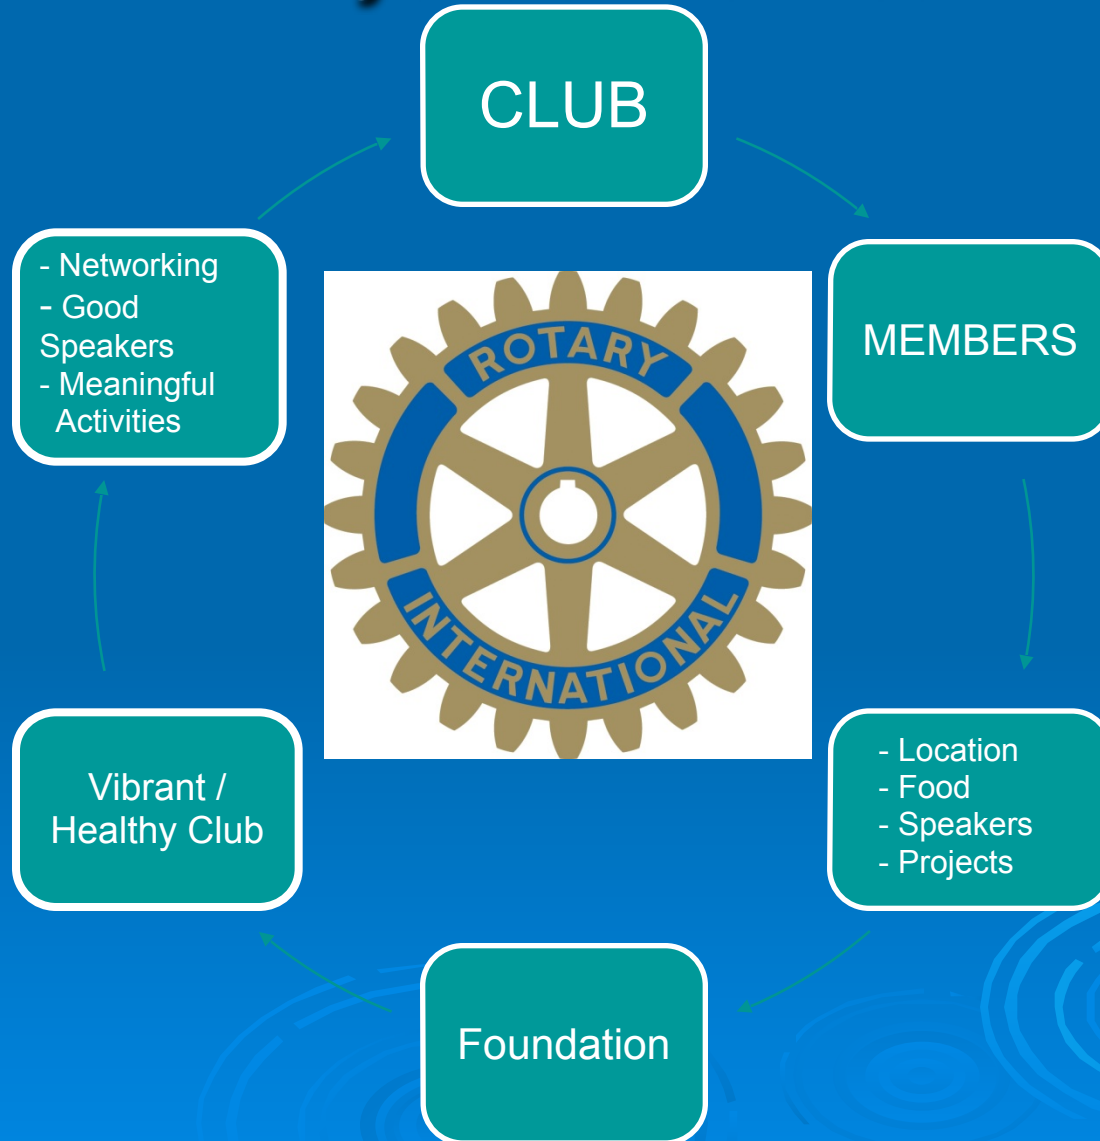 CLUB
MEMBERS
- Location
- Food
- Speakers
- Projects
Foundation
Vibrant /
Healthy Club
- Networking
- Good
Speakers
- Meaningful
Activities
ROTARY
INTERNATIONAL